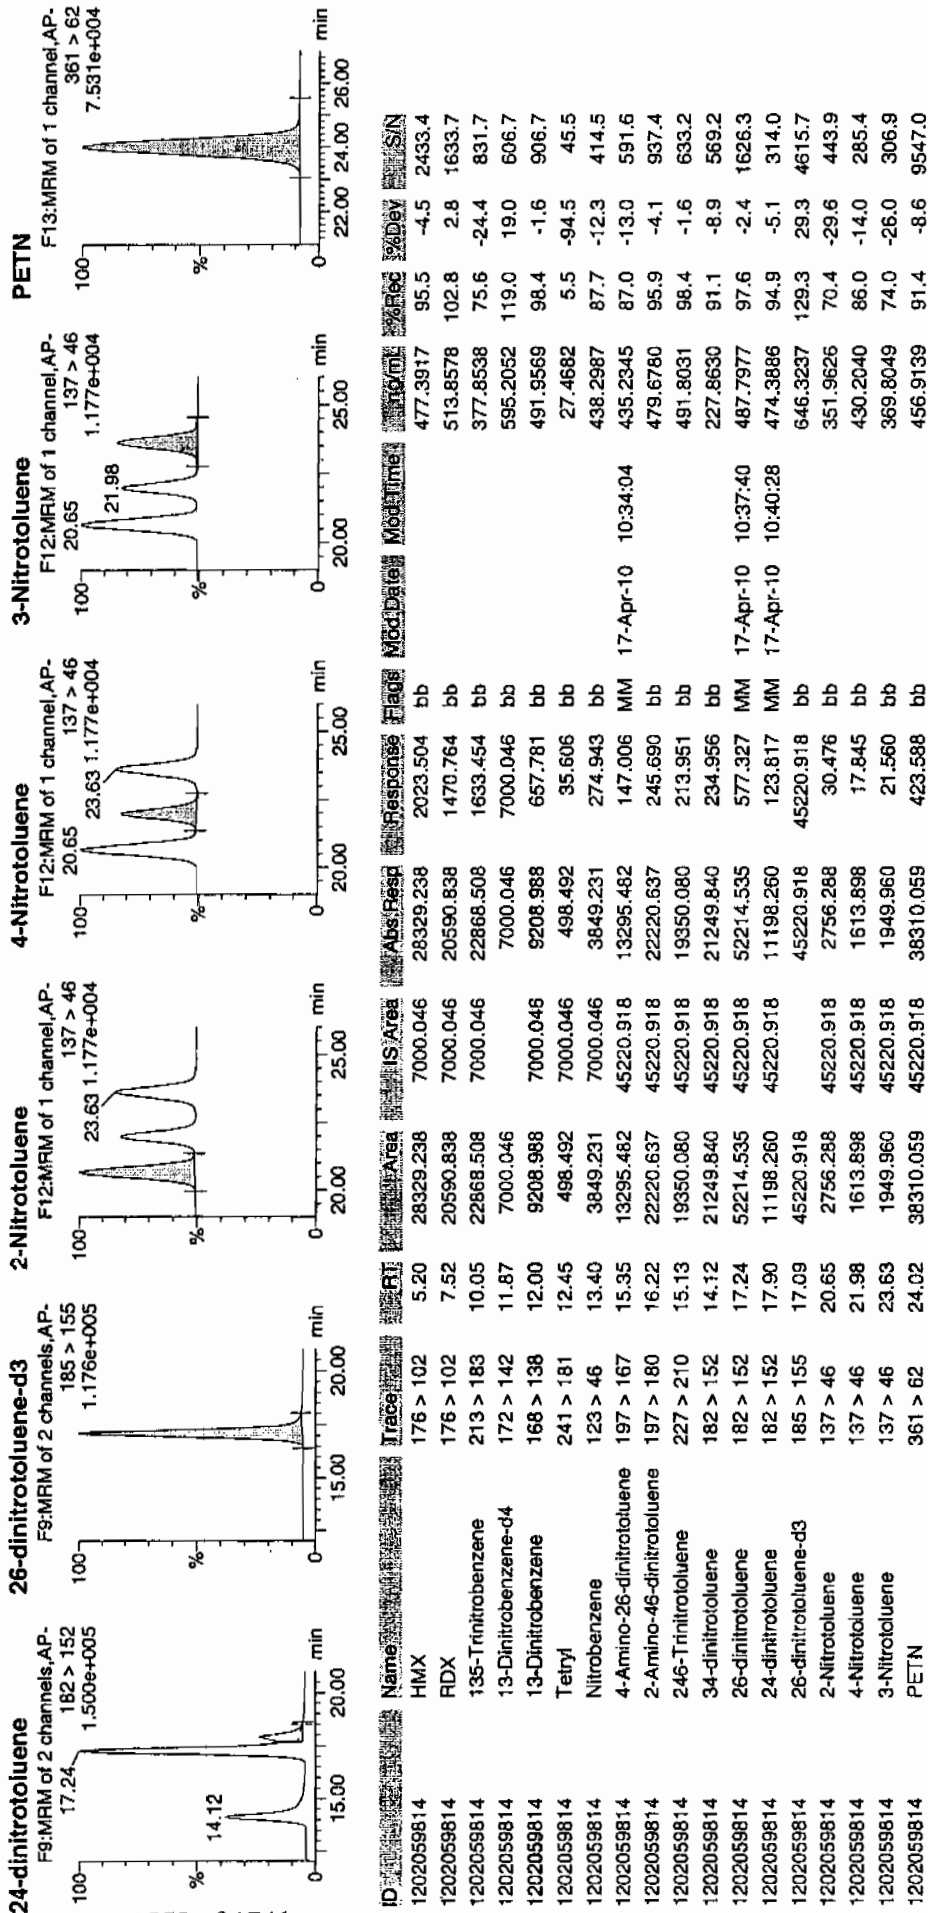 24-dinitrotoluene
F9:MRM of 2 channels,AP-
182 > 152
1.500e+005
100
17.24
14.12
%
0
15.00
20.00
min
26-dinitrotoluene-d3
F9:MRM of 2 channels,AP-
185 > 155
1.176e+005
100
%
0
15.00
20.00
min
2-Nitrotoluene
F12:MRM of 1 channel,AP-
137 > 46
23.63 1.177e+004
100
%
0
20.00
25.00
min
4-Nitrotoluene
F12:MRM of 1 channel,AP-
20.65
137 > 46
23.63 1.177e+004
100
%
0
20.00
25.00
min
3-Nitrotoluene
F12:MRM of 1 channel,AP-
20.65
137 > 46
1.177e+004
21.98
100
%
0
20.00
25.00
min
PETN
F13:MRM of 1 channel,AP-
361 > 62
7.531e+004
100
%
0
22.00
24.00
26.00
min
ID Name Trace RT Area IS Area Abs.Resp Response Flags Mod.Date Mod.Time ng/mL %Rec %Dev S/N
1202059814 HMX 176 > 102 5.20 28329.238 7000.046 28329.238 2023.504 bb 477.3917 95.5 -4.5 2433.4
1202059814 RDX 176 > 102 7.52 20590.838 7000.046 20590.838 1470.764 bb 513.8578 102.8 2.8 1633.7
1202059814 135-Trinitrobenzene 213 > 183 10.05 22868.508 7000.046 22868.508 1633.454 bb 377.8538 75.6 -24.4 831.7
1202059814 13-Dinitrobenzene-d4 172 > 142 11.87 7000.046 7000.046 7000.046 bb 595.2052 119.0 19.0 606.7
1202059814 13-Dinitrobenzene 168 > 138 12.00 9208.988 7000.046 9208.988 657.781 bb 491.9569 98.4 -1.6 906.7
1202059814 Tetryl 241 > 181 12.45 498.492 7000.046 498.492 35.606 bb 27.4682 5.5 -94.5 45.5
1202059814 Nitrobenzene 123 > 46 13.40 3849.231 7000.046 3849.231 274.943 bb 438.2987 87.7 -12.3 414.5
1202059814 4-Amino-26-dinitrotoluene 197 > 167 15.35 13295.482 45220.918 13295.482 147.006 MM 17-Apr-10 10:34:04 435.2345 87.0 -13.0 591.6
1202059814 2-Amino-46-dinitrotoluene 197 > 180 16.22 22220.637 45220.918 22220.637 245.690 bb 479.6780 95.9 -4.1 937.4
1202059814 246-Trinitrotoluene 227 > 210 15.13 19350.080 45220.918 19350.080 213.951 bb 491.8031 98.4 -1.6 633.2
1202059814 34-dinitrotoluene 182 > 152 14.12 21249.840 45220.918 21249.840 234.956 bb 227.8630 91.1 -8.9 569.2
1202059814 26-dinitrotoluene 182 > 152 17.24 52214.535 45220.918 52214.535 577.327 MM 17-Apr-10 10:37:40 487.7977 97.6 -2.4 1626.3
1202059814 24-dinitrotoluene 182 > 152 17.90 11198.260 45220.918 11198.260 123.817 MM 17-Apr-10 10:40:28 474.3886 94.9 -5.1 314.0
1202059814 26-dinitrotoluene-d3 185 > 155 17.09 45220.918 45220.918 45220.918 bb 646.3237 129.3 29.3 4615.7
1202059814 2-Nitrotoluene 137 > 46 20.65 2756.288 45220.918 2756.288 30.476 bb 351.9626 70.4 -29.6 443.9
1202059814 4-Nitrotoluene 137 > 46 21.98 1613.898 45220.918 1613.898 17.845 bb 430.2040 86.0 -14.0 285.4
1202059814 3-Nitrotoluene 137 > 46 23.63 1949.960 45220.918 1949.960 21.560 bb 369.8049 74.0 -26.0 306.9
1202059814 PETN 361 > 62 24.02 38310.059 45220.918 38310.059 423.588 bb 456.9139 91.4 -8.6 9547.0